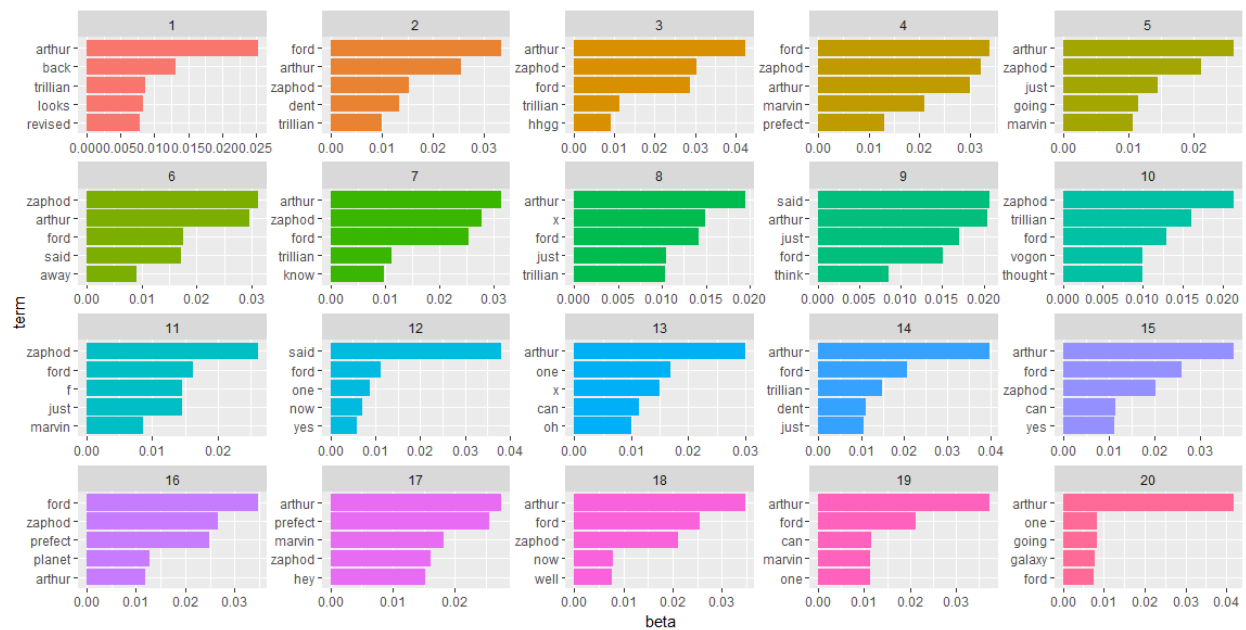 1 2 3 4 5
arthur back trillian looks revised
0.000 0.005 0.010 0.015 0.020 0.025
ford arthur zaphod dent trillian
0.00 0.01 0.02 0.03
arthur zaphod ford trillian hhgg
0.00 0.01 0.02 0.03 0.04
ford zaphod arthur marvin prefect
0.00 0.01 0.02 0.03
arthur zaphod just going marvin
0.00 0.01 0.02
6 7 8 9 10
zaphod arthur ford said away
0.00 0.01 0.02 0.03
arthur zaphod ford trillian know
0.00 0.01 0.02 0.03
arthur x ford just trillian
0.000 0.005 0.010 0.015 0.020
said arthur just ford think
0.000 0.005 0.010 0.015 0.020
zaphod trillian ford vogon thought
0.000 0.005 0.010 0.015 0.020
term
11 12 13 14 15
zaphod ford f just marvin
0.00 0.01 0.02
said ford one now yes
0.00 0.01 0.02 0.03 0.04
arthur one x can oh
0.00 0.01 0.02 0.03
arthur ford trillian dent just
0.00 0.01 0.02 0.03 0.04
arthur ford zaphod can yes
0.00 0.01 0.02 0.03
16 17 18 19 20
ford zaphod prefect planet arthur
0.00 0.01 0.02 0.03
arthur prefect marvin zaphod hey
0.00 0.01 0.02
arthur ford zaphod now well
0.00 0.01 0.02 0.03
arthur ford can marvin one
0.00 0.01 0.02 0.03
arthur one going galaxy ford
0.00 0.01 0.02 0.03 0.04
beta